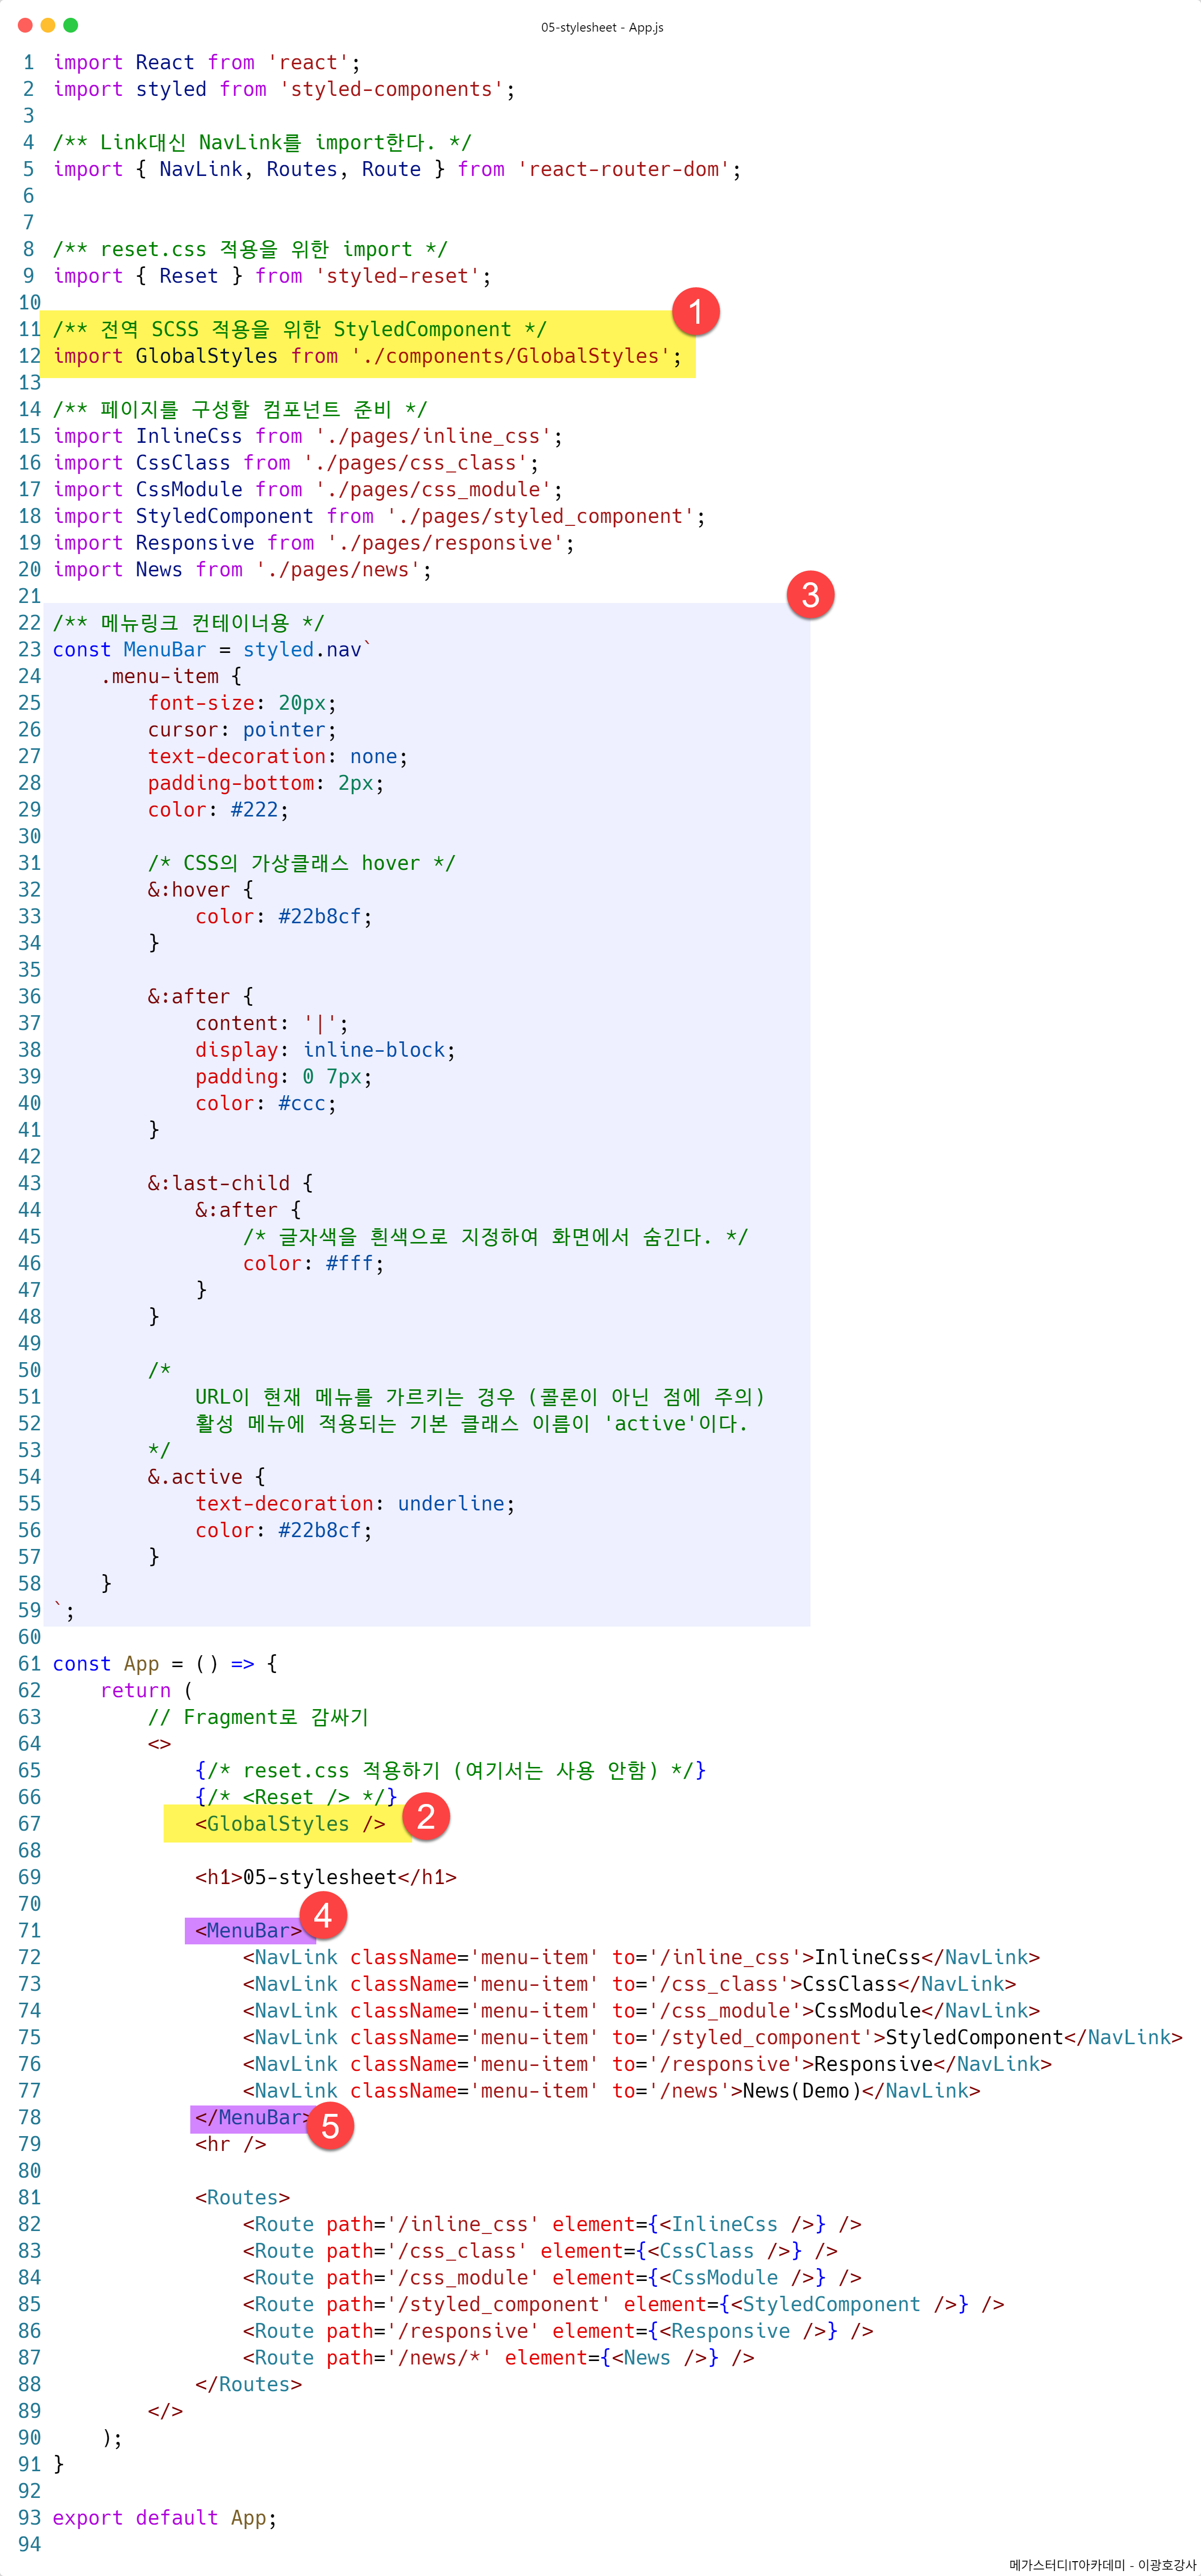 05-stylesheet - App.js
1 import React from 'react';
2 import styled from 'styled-components';
3
4 /** Link대신 NavLink를 import한다. */
5 import { NavLink, Routes, Route } from 'react-router-dom';
6
7
8 /** reset.css 적용을 위한 import */
9 import { Reset } from 'styled-reset';
10
1
11 /** 전역 SCSS 적용을 위한 StyledComponent */
12 import GlobalStyles from './components/GlobalStyles';
13
14 /** 페이지를 구성할 컴포넌트 준비 */
15 import InlineCss from './pages/inline_css';
16 import CssClass from './pages/css_class';
17 import CssModule from './pages/css_module';
18 import StyledComponent from './pages/styled_component';
19 import Responsive from './pages/responsive';
20 import News from './pages/news';
21
3
22 /** 메뉴링크 컨테이너용 */
23 const MenuBar = styled.nav`
24     .menu-item {
25         font-size: 20px;
26         cursor: pointer;
27         text-decoration: none;
28         padding-bottom: 2px;
29         color: #222;
30
31         /* CSS의 가상클래스 hover */
32         &:hover {
33             color: #22b8cf;
34         }
35
36         &:after {
37             content: '|';
38             display: inline-block;
39             padding: 0 7px;
40             color: #ccc;
41         }
42
43         &:last-child {
44             &:after {
45                 /* 글자색을 흰색으로 지정하여 화면에서 숨긴다. */
46                 color: #fff;
47             }
48         }
49
50         /*
51             URL이 현재 메뉴를 가르키는 경우 (콜론이 아닌 점에 주의)
52             활성 메뉴에 적용되는 기본 클래스 이름이 'active'이다.
53         */
54         &.active {
55             text-decoration: underline;
56             color: #22b8cf;
57         }
58     }
59 `;
60
61 const App = () => {
62     return (
63         // Fragment로 감싸기
64         <>
65             {/* reset.css 적용하기 (여기서는 사용 안함) */}
66             {/* <Reset /> */}
67             <GlobalStyles /> 2
68
69             <h1>05-stylesheet</h1>
70
71             <MenuBar> 4
72                 <NavLink className='menu-item' to='/inline_css'>InlineCss</NavLink>
73                 <NavLink className='menu-item' to='/css_class'>CssClass</NavLink>
74                 <NavLink className='menu-item' to='/css_module'>CssModule</NavLink>
75                 <NavLink className='menu-item' to='/styled_component'>StyledComponent</NavLink>
76                 <NavLink className='menu-item' to='/responsive'>Responsive</NavLink>
77                 <NavLink className='menu-item' to='/news'>News(Demo)</NavLink>
78             </MenuBar> 5
79             <hr />
80
81             <Routes>
82                 <Route path='/inline_css' element={<InlineCss />} />
83                 <Route path='/css_class' element={<CssClass />} />
84                 <Route path='/css_module' element={<CssModule />} />
85                 <Route path='/styled_component' element={<StyledComponent />} />
86                 <Route path='/responsive' element={<Responsive />} />
87                 <Route path='/news/*' element={<News />} />
88             </Routes>
89         </>
90     );
91 }
92
93 export default App;
94
메가스터디IT아카데미 - 이광호강사